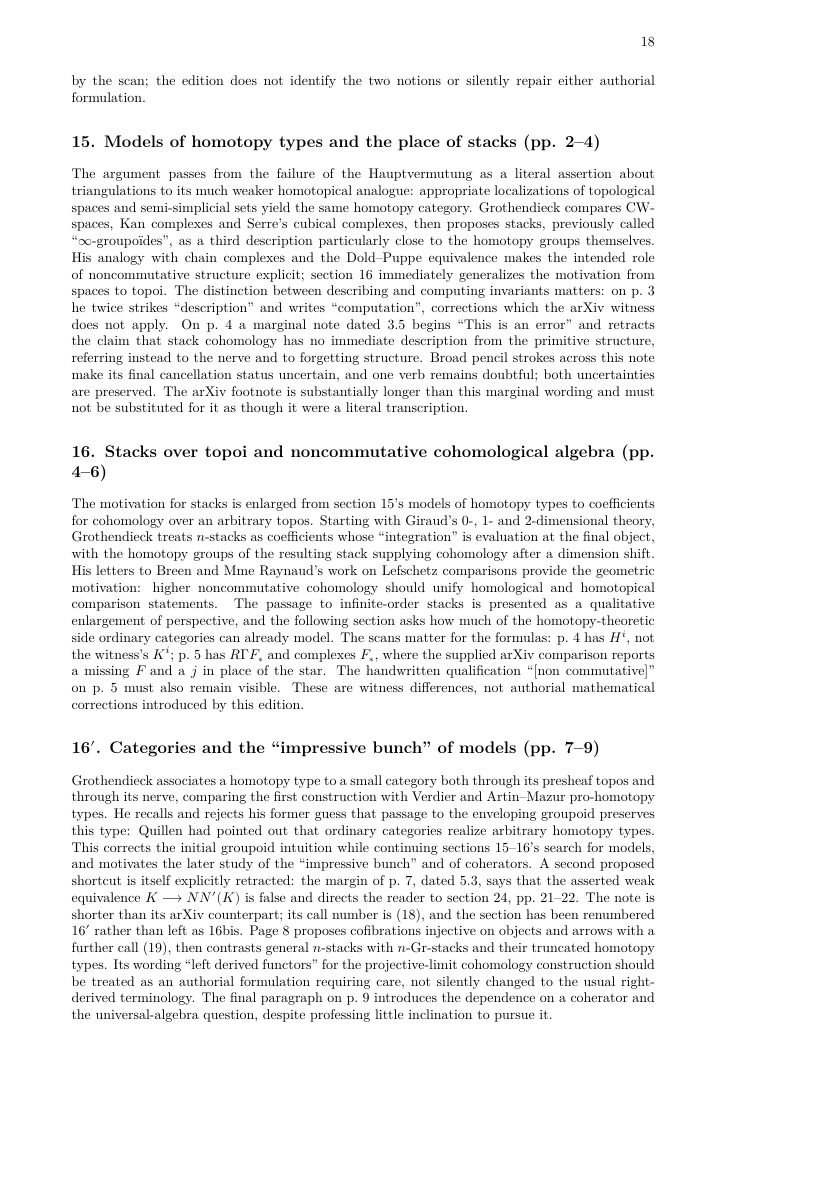 18
by the scan; the edition does not identify the two notions or silently repair either authorial
formulation.
15. Models of homotopy types and the place of stacks (pp. 2–4)
The argument passes from the failure of the Hauptvermutung as a literal assertion about
triangulations to its much weaker homotopical analogue: appropriate localizations of topological
spaces and semi-simplicial sets yield the same homotopy category. Grothendieck compares CW-
spaces, Kan complexes and Serre's cubical complexes, then proposes stacks, previously called
“∞-groupoïdes”, as a third description particularly close to the homotopy groups themselves.
His analogy with chain complexes and the Dold–Puppe equivalence makes the intended role
of noncommutative structure explicit; section 16 immediately generalizes the motivation from
spaces to topoi. The distinction between describing and computing invariants matters: on p. 3
he twice strikes “description” and writes “computation”, corrections which the arXiv witness
does not apply. On p. 4 a marginal note dated 3.5 begins “This is an error” and retracts
the claim that stack cohomology has no immediate description from the primitive structure,
referring instead to the nerve and to forgetting structure. Broad pencil strokes across this note
make its final cancellation status uncertain, and one verb remains doubtful; both uncertainties
are preserved. The arXiv footnote is substantially longer than this marginal wording and must
not be substituted for it as though it were a literal transcription.
16. Stacks over topoi and noncommutative cohomological algebra (pp.
4–6)
The motivation for stacks is enlarged from section 15's models of homotopy types to coefficients
for cohomology over an arbitrary topos. Starting with Giraud's 0-, 1- and 2-dimensional theory,
Grothendieck treats n-stacks as coefficients whose “integration” is evaluation at the final object,
with the homotopy groups of the resulting stack supplying cohomology after a dimension shift.
His letters to Breen and Mme Raynaud's work on Lefschetz comparisons provide the geometric
motivation: higher noncommutative cohomology should unify homological and homotopical
comparison statements. The passage to infinite-order stacks is presented as a qualitative
enlargement of perspective, and the following section asks how much of the homotopy-theoretic
side ordinary categories can already model. The scans matter for the formulas: p. 4 has Hⁱ, not
the witness's Kⁱ; p. 5 has RΓF∗ and complexes F∗, where the supplied arXiv comparison reports
a missing F and a j in place of the star. The handwritten qualification “[non commutative]”
on p. 5 must also remain visible. These are witness differences, not authorial mathematical
corrections introduced by this edition.
16′. Categories and the “impressive bunch” of models (pp. 7–9)
Grothendieck associates a homotopy type to a small category both through its presheaf topos and
through its nerve, comparing the first construction with Verdier and Artin–Mazur pro-homotopy
types. He recalls and rejects his former guess that passage to the enveloping groupoid preserves
this type: Quillen had pointed out that ordinary categories realize arbitrary homotopy types.
This corrects the initial groupoid intuition while continuing sections 15–16's search for models,
and motivates the later study of the “impressive bunch” and of coherators. A second proposed
shortcut is itself explicitly retracted: the margin of p. 7, dated 5.3, says that the asserted weak
equivalence K ⟶ NN′(K) is false and directs the reader to section 24, pp. 21–22. The note is
shorter than its arXiv counterpart; its call number is (18), and the section has been renumbered
16′ rather than left as 16bis. Page 8 proposes cofibrations injective on objects and arrows with a
further call (19), then contrasts general n-stacks with n-Gr-stacks and their truncated homotopy
types. Its wording “left derived functors” for the projective-limit cohomology construction should
be treated as an authorial formulation requiring care, not silently changed to the usual right-
derived terminology. The final paragraph on p. 9 introduces the dependence on a coherator and
the universal-algebra question, despite professing little inclination to pursue it.